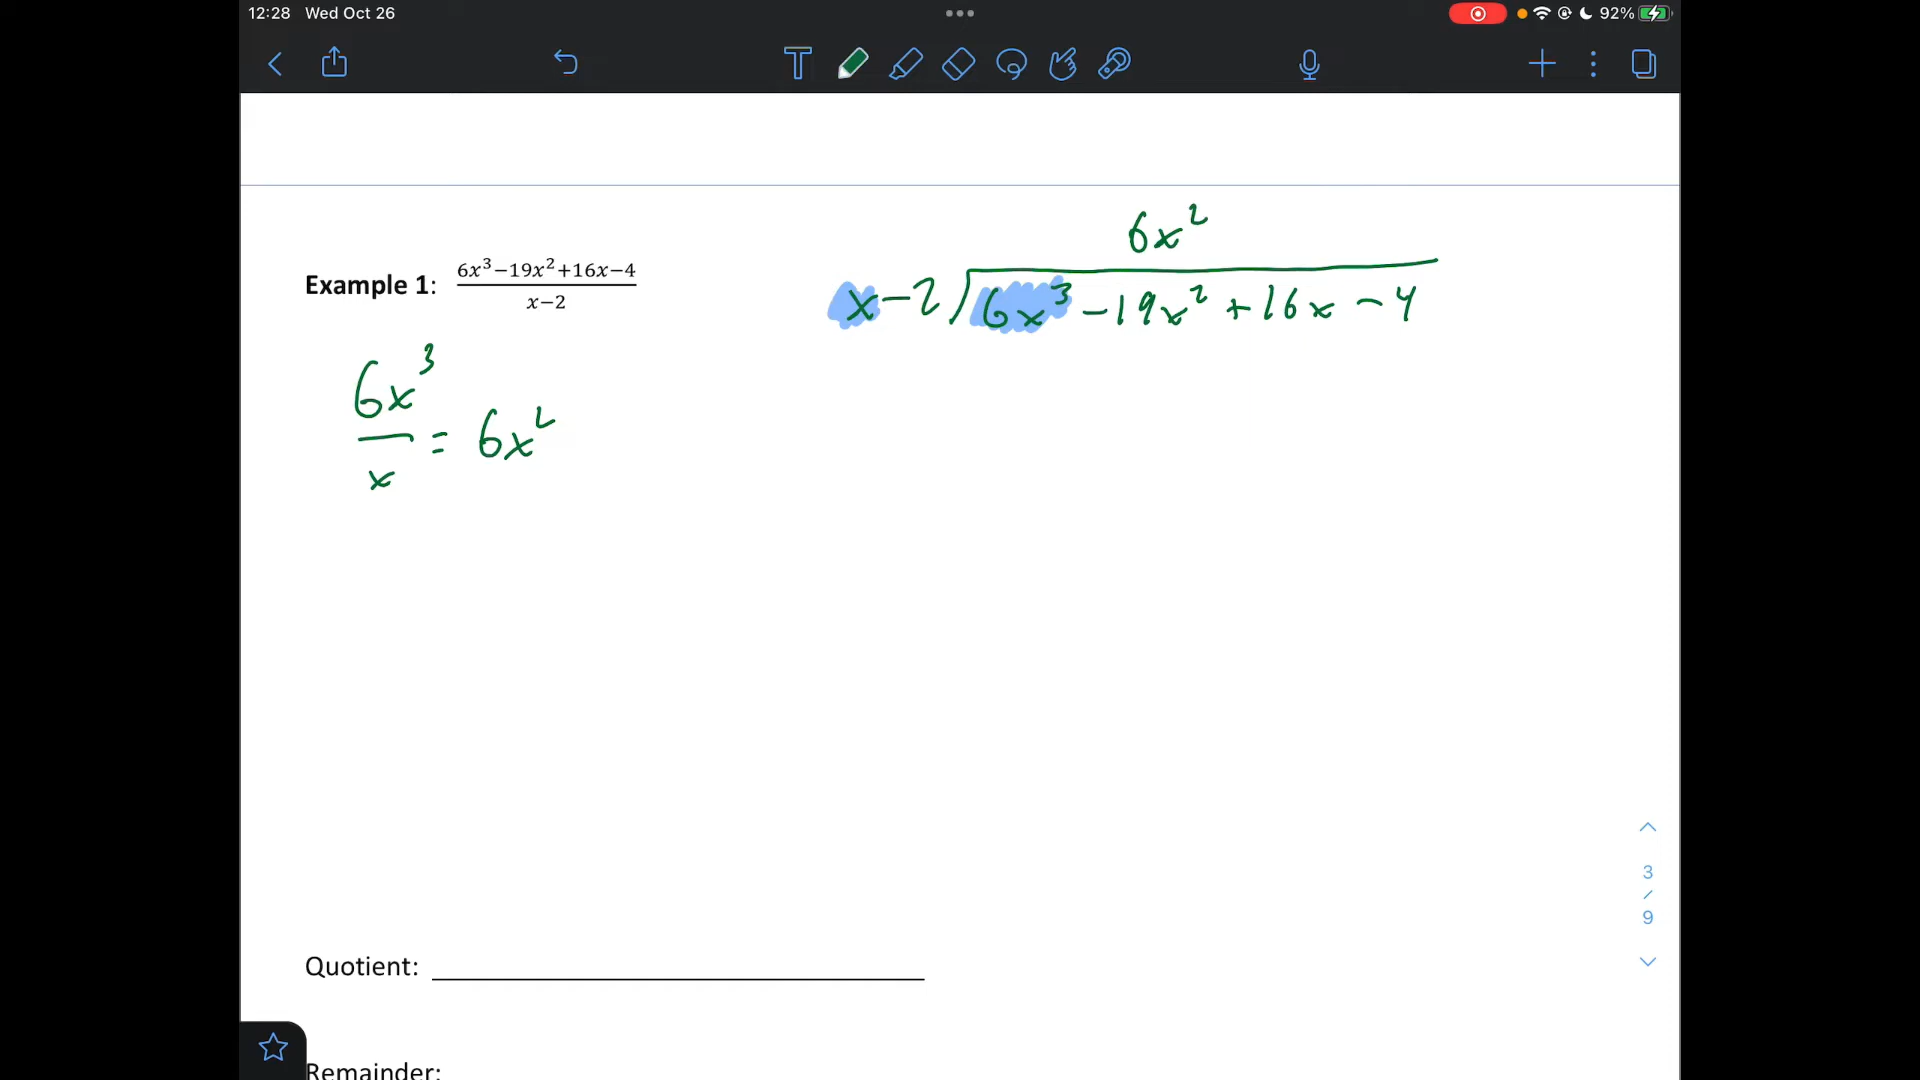 12:28 Wed Oct 26 92%
6x²
Example 1: (6x³−19x²+16x−4)/(x−2)
x−2 √ 6x³ −19x² +16x −4
6x³/x = 6x²
3
/
9
Quotient:
Remainder: